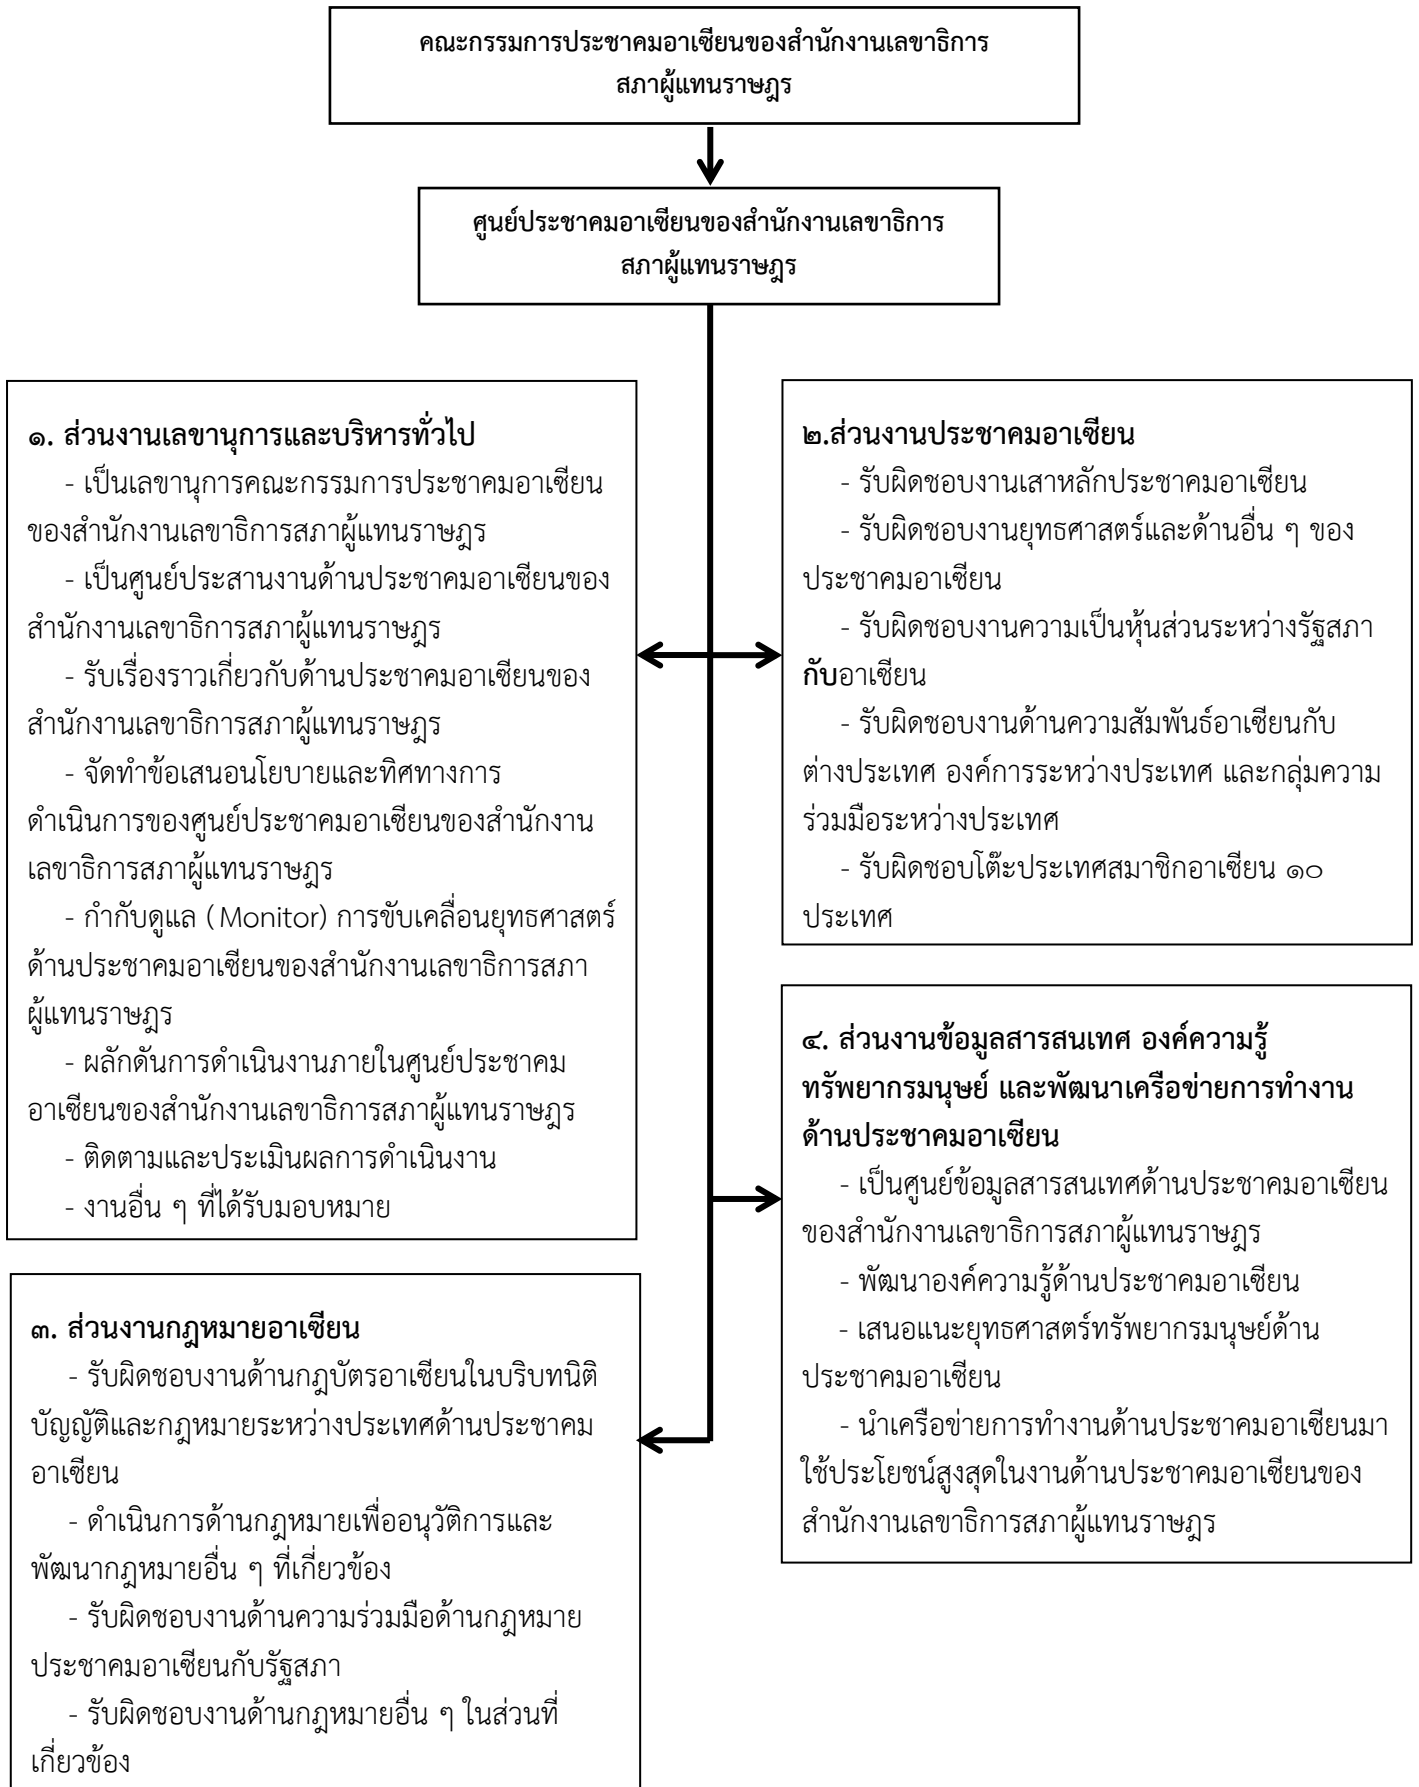 คณะกรรมการประชาคมอาเซียนของสำนักงานเลขาธิการ
สภาผู้แทนราษฎร
ศูนย์ประชาคมอาเซียนของสำนักงานเลขาธิการ
สภาผู้แทนราษฎร
๑. ส่วนงานเลขานุการและบริหารทั่วไป
- เป็นเลขานุการคณะกรรมการประชาคมอาเซียน
ของสำนักงานเลขาธิการสภาผู้แทนราษฎร
- เป็นศูนย์ประสานงานด้านประชาคมอาเซียนของ
สำนักงานเลขาธิการสภาผู้แทนราษฎร
- รับเรื่องราวเกี่ยวกับด้านประชาคมอาเซียนของ
สำนักงานเลขาธิการสภาผู้แทนราษฎร
- จัดทำข้อเสนอนโยบายและทิศทางการ
ดำเนินการของศูนย์ประชาคมอาเซียนของสำนักงาน
เลขาธิการสภาผู้แทนราษฎร
- กำกับดูแล (Monitor) การขับเคลื่อนยุทธศาสตร์
ด้านประชาคมอาเซียนของสำนักงานเลขาธิการสภา
ผู้แทนราษฎร
- ผลักดันการดำเนินงานภายในศูนย์ประชาคม
อาเซียนของสำนักงานเลขาธิการสภาผู้แทนราษฎร
- ติดตามและประเมินผลการดำเนินงาน
- งานอื่น ๆ ที่ได้รับมอบหมาย
๒.ส่วนงานประชาคมอาเซียน
- รับผิดชอบงานเสาหลักประชาคมอาเซียน
- รับผิดชอบงานยุทธศาสตร์และด้านอื่น ๆ ของ
ประชาคมอาเซียน
- รับผิดชอบงานความเป็นหุ้นส่วนระหว่างรัฐสภา
กับอาเซียน
- รับผิดชอบงานด้านความสัมพันธ์อาเซียนกับ
ต่างประเทศ องค์การระหว่างประเทศ และกลุ่มความ
ร่วมมือระหว่างประเทศ
- รับผิดชอบโต๊ะประเทศสมาชิกอาเซียน ๑๐
ประเทศ
๓. ส่วนงานกฎหมายอาเซียน
- รับผิดชอบงานด้านกฎบัตรอาเซียนในบริบทนิติ
บัญญัติและกฎหมายระหว่างประเทศด้านประชาคม
อาเซียน
- ดำเนินการด้านกฎหมายเพื่ออนุวัติการและ
พัฒนากฎหมายอื่น ๆ ที่เกี่ยวข้อง
- รับผิดชอบงานด้านความร่วมมือด้านกฎหมาย
ประชาคมอาเซียนกับรัฐสภา
- รับผิดชอบงานด้านกฎหมายอื่น ๆ ในส่วนที่
เกี่ยวข้อง
๔. ส่วนงานข้อมูลสารสนเทศ องค์ความรู้
ทรัพยากรมนุษย์ และพัฒนาเครือข่ายการทำงาน
ด้านประชาคมอาเซียน
- เป็นศูนย์ข้อมูลสารสนเทศด้านประชาคมอาเซียน
ของสำนักงานเลขาธิการสภาผู้แทนราษฎร
- พัฒนาองค์ความรู้ด้านประชาคมอาเซียน
- เสนอแนะยุทธศาสตร์ทรัพยากรมนุษย์ด้าน
ประชาคมอาเซียน
- นำเครือข่ายการทำงานด้านประชาคมอาเซียนมา
ใช้ประโยชน์สูงสุดในงานด้านประชาคมอาเซียนของ
สำนักงานเลขาธิการสภาผู้แทนราษฎร